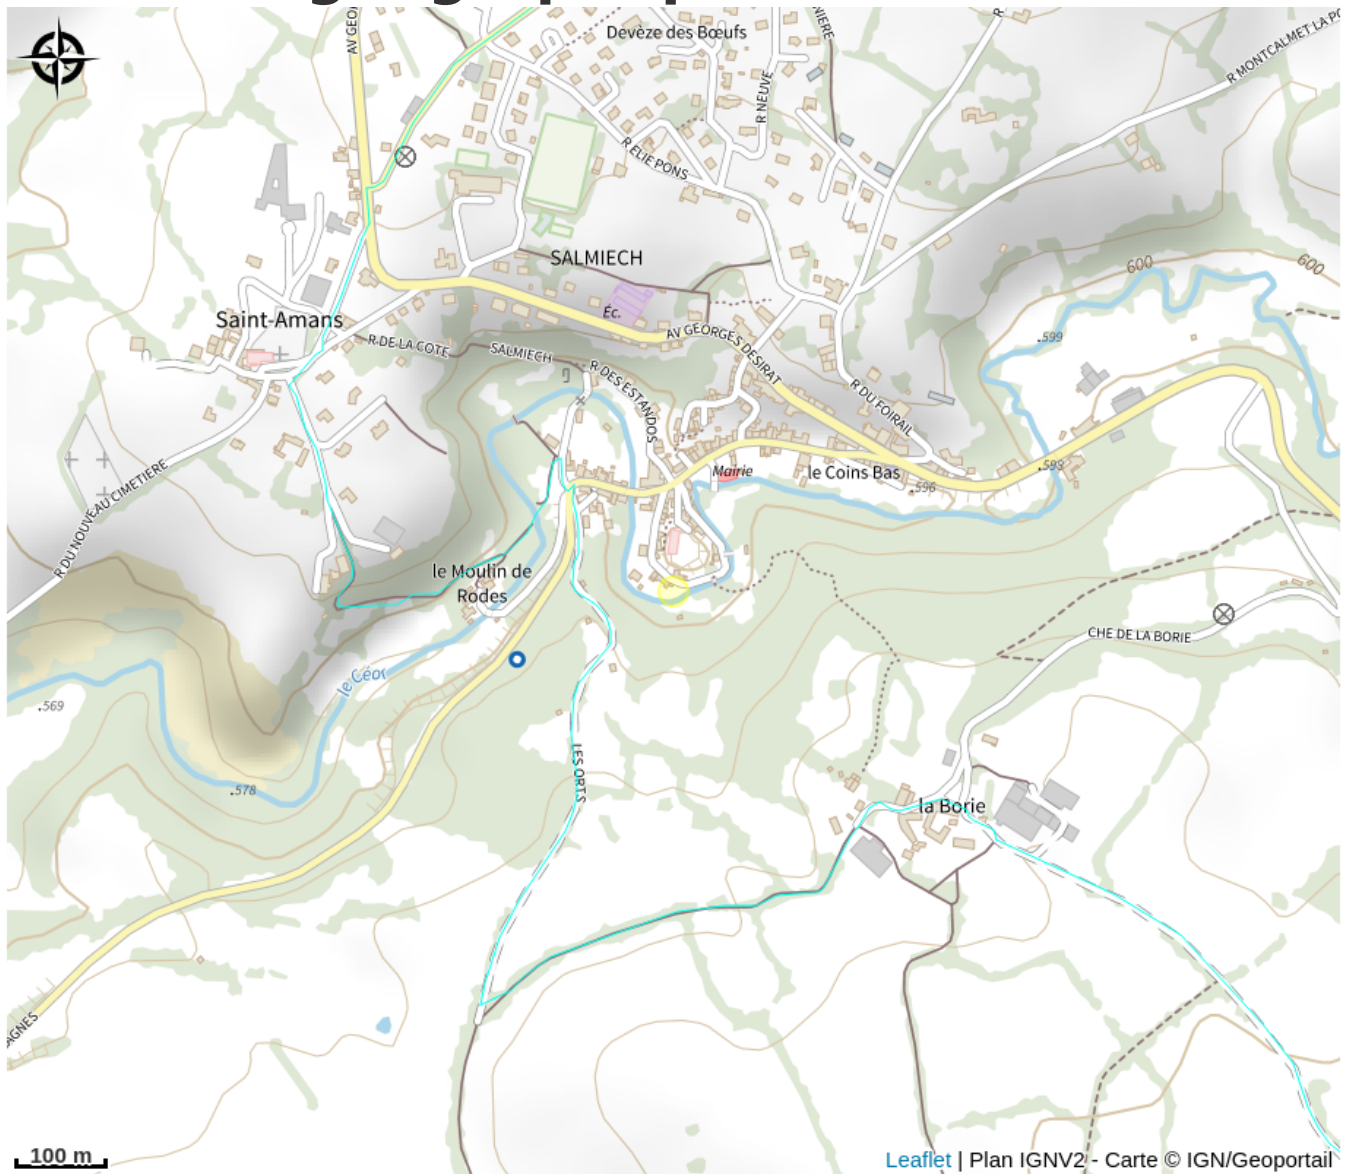 AV GEO
NIERE
R
Devèze des Bœufs
R MONTCALMET LA PO
R NEUVE
R ELIE PONS
SALMIECH
600
600
Éc.
Saint-Amans
.599
R DE LA COTE
SALMIECH
AV GEORGES DESIRAT
R DES ESTANDOS
R DU FOIRAIL
Mairie
le Coins Bas
.599
.596
R DU NOUVEAU CIMETIERE
le Moulin de
Rodes
CHE DE LA BORIE
le Céor
.569
LES ORTS
.578
la Borie
AGNES
100 m
Leaflet | Plan IGNV2 - Carte © IGN/Geoportail